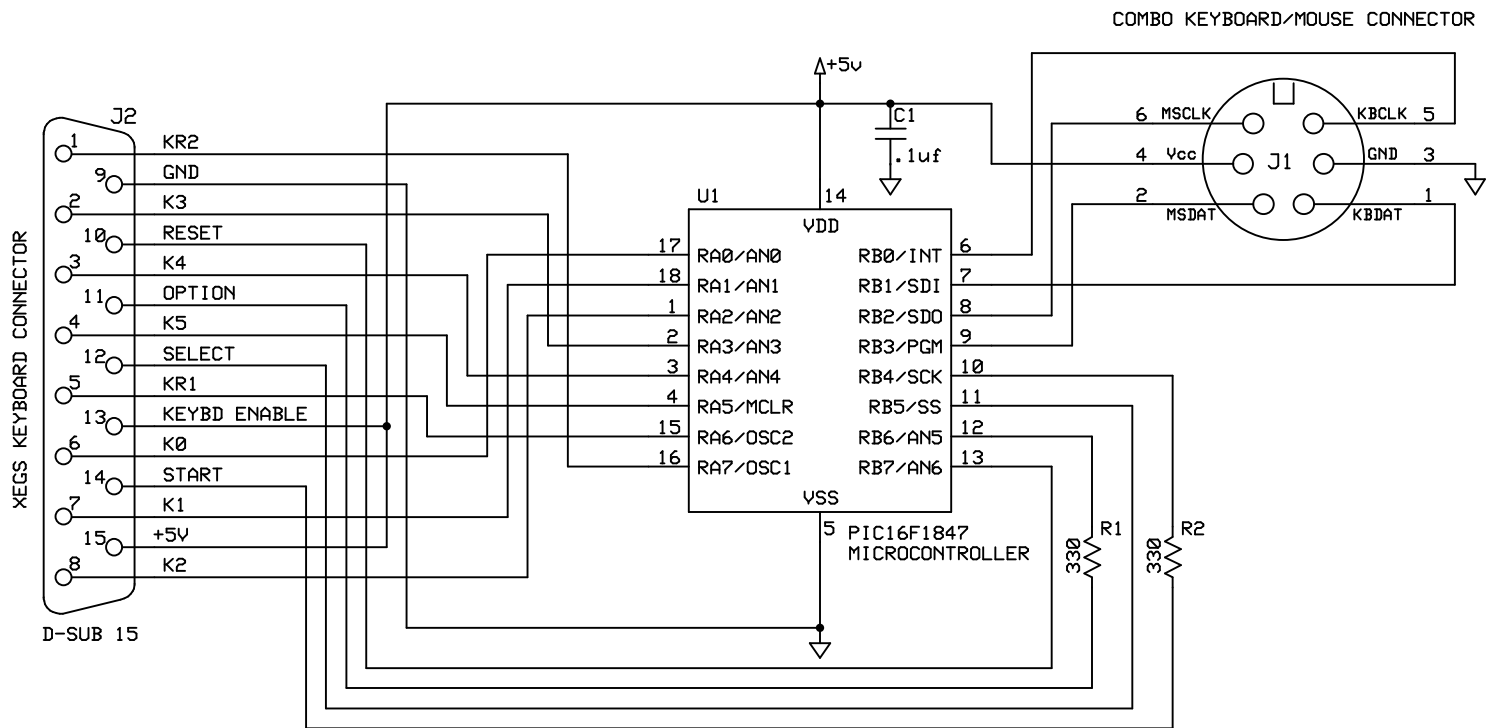 COMBO KEYBOARD/MOUSE CONNECTOR
+5v
J2
C1
.1uf
6 MSCLK
KBCLK 5
4 Vcc
J1
GND 3
2 MSDAT
KBDAT 1
XEGS KEYBOARD CONNECTOR
1 KR2
9 GND
2 K3
10 RESET
3 K4
11 OPTION
4 K5
12 SELECT
5 KR1
13 KEYBD ENABLE
6 K0
14 START
7 K1
15 +5V
8 K2
D-SUB 15
U1
14
VDD
17 RA0/AN0
RB0/INT 6
18 RA1/AN1
RB1/SDI 7
1 RA2/AN2
RB2/SDO 8
2 RA3/AN3
RB3/PGM 9
3 RA4/AN4
RB4/SCK 10
4 RA5/MCLR
RB5/SS 11
15 RA6/OSC2
RB6/AN5 12
16 RA7/OSC1
RB7/AN6 13
VSS
5
PIC16F1847
MICROCONTROLLER
330
R1
330
R2